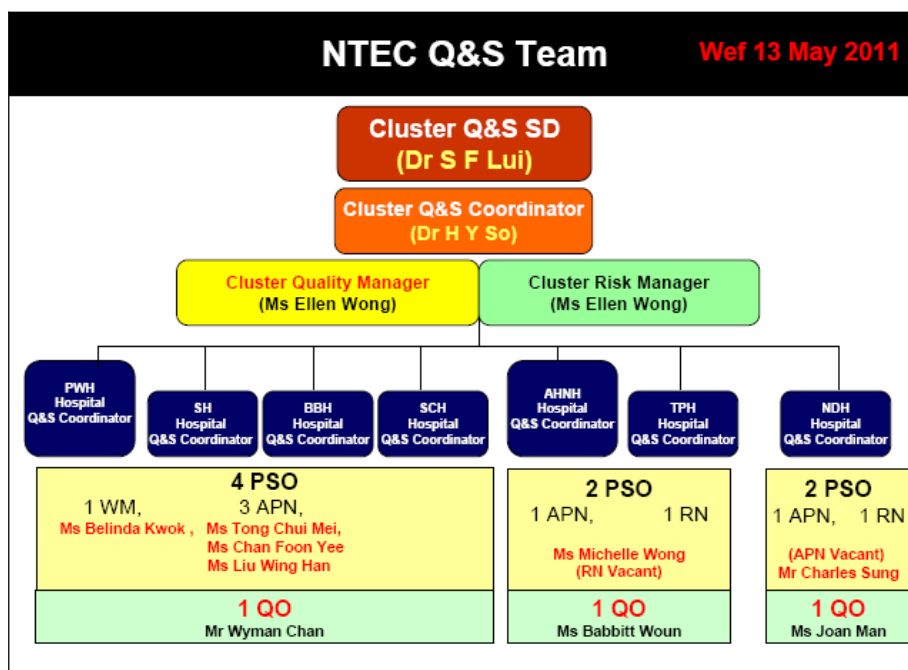 NTEC Q&S Team
Wef 13 May 2011
Cluster Q&S SD
(Dr S F Lui)
Cluster Q&S Coordinator
(Dr H Y So)
Cluster Quality Manager
(Ms Ellen Wong)
Cluster Risk Manager
(Ms Ellen Wong)
PWH
Hospital
Q&S Coordinator
SH
Hospital
Q&S Coordinator
BBH
Hospital
Q&S Coordinator
SCH
Hospital
Q&S Coordinator
AHNH
Hospital
Q&S Coordinator
TPH
Hospital
Q&S Coordinator
NDH
Hospital
Q&S Coordinator
4 PSO
1 WM, 3 APN,
Ms Belinda Kwok , Ms Tong Chui Mei,
Ms Chan Foon Yee
Ms Liu Wing Han
1 QO
Mr Wyman Chan
2 PSO
1 APN, 1 RN
Ms Michelle Wong
(RN Vacant)
1 QO
Ms Babbitt Woun
2 PSO
1 APN, 1 RN
(APN Vacant)
Mr Charles Sung
1 QO
Ms Joan Man